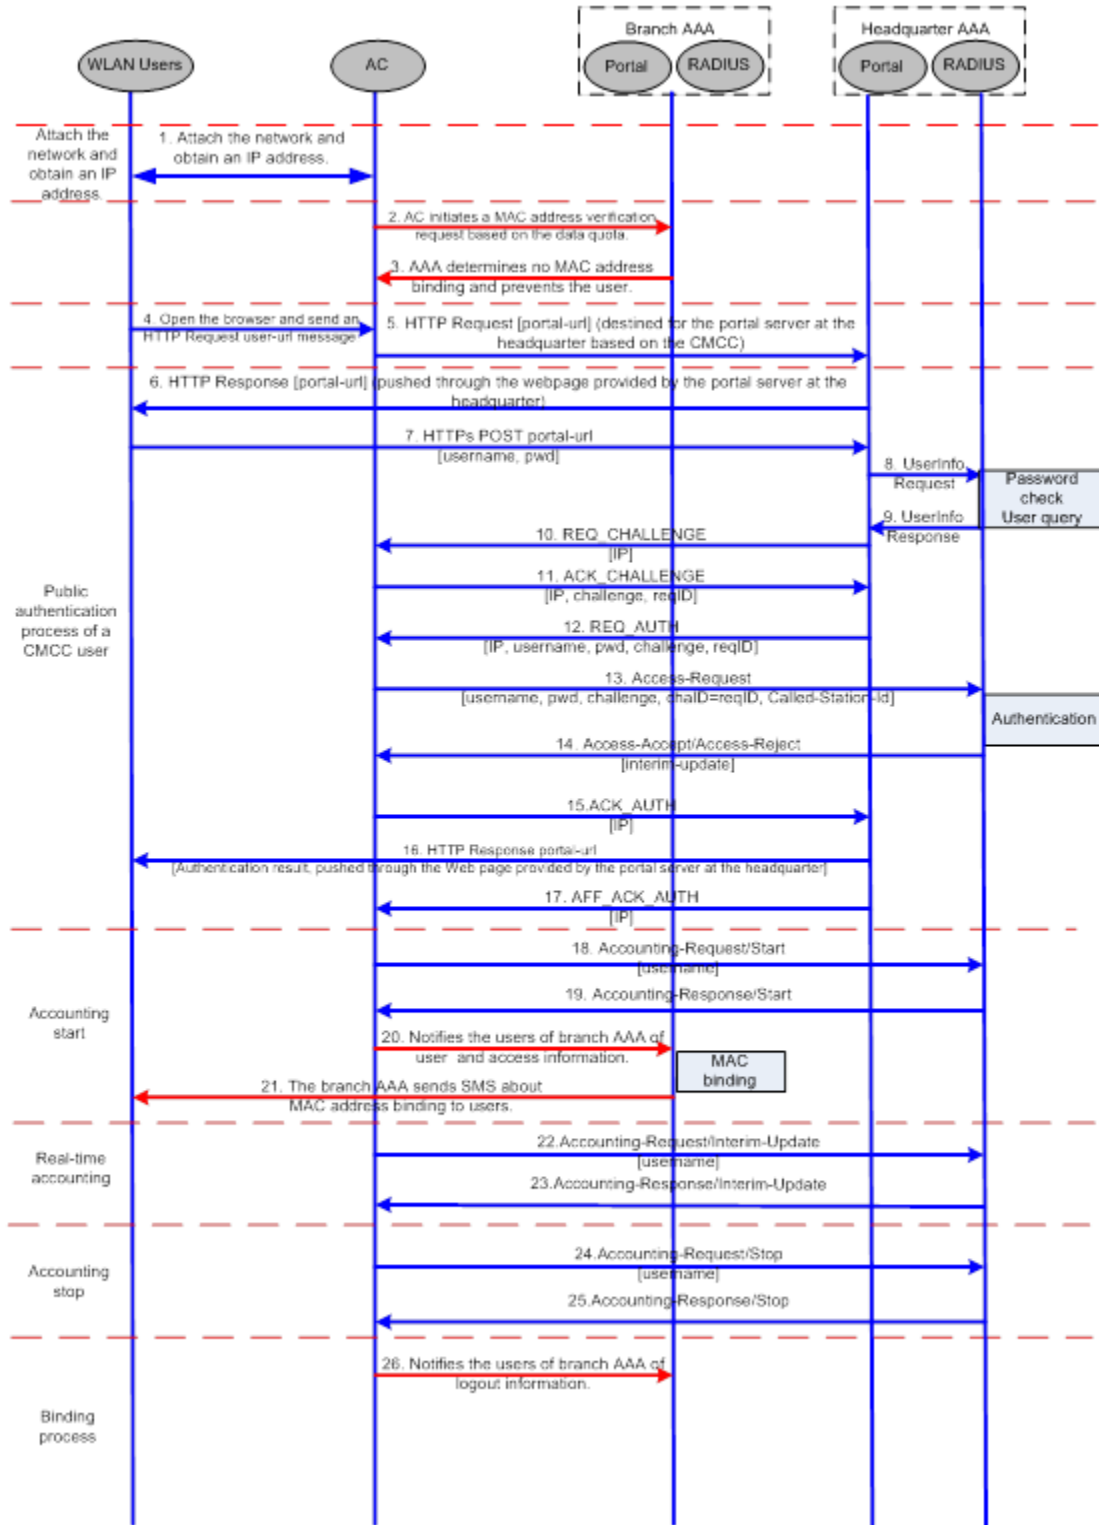 Branch AAA
Headquarter AAA
WLAN Users
AC
Portal
RADIUS
Portal
RADIUS
Attach the
network and
obtain an IP
address.
1. Attach the network and
obtain an IP address.
2. AC initiates a MAC address verification
request based on the data quota.
3. AAA determines no MAC address
binding and prevents the user.
4. Open the browser and send an
HTTP Request user-url message
5. HTTP Request [portal-url] (destined for the portal server at the
headquarter based on the CMCC)
6. HTTP Response [portal-url] (pushed through the webpage provided by the portal server at the
headquarter)
7. HTTPs POST portal-url
[username, pwd]
8. UserInfo
Request
Password
check
User query
9. UserInfo
Response
10. REQ_CHALLENGE
[IP]
11. ACK_CHALLENGE
[IP, challenge, reqID]
Public
authentication
process of a
CMCC user
12. REQ_AUTH
[IP, username, pwd, challenge, reqID]
13. Access-Request
[username, pwd, challenge, chaID=reqID, Called-Station-Id]
Authentication
14. Access-Accept/Access-Reject
[interim-update]
15.ACK_AUTH
[IP]
16. HTTP Response portal-url
[Authentication result, pushed through the Web page provided by the portal server at the headquarter]
17. AFF_ACK_AUTH
[IP]
18. Accounting-Request/Start
[username]
19. Accounting-Response/Start
Accounting
start
20. Notifies the users of branch AAA of
user  and access information.
MAC
binding
21. The branch AAA sends SMS about
MAC address binding to users.
Real-time
accounting
22.Accounting-Request/Interim-Update
[username]
23.Accounting-Response/Interim-Update
Accounting
stop
24.Accounting-Request/Stop
[username]
25.Accounting-Response/Stop
26. Notifies the users of branch AAA of
logout information.
Binding
process